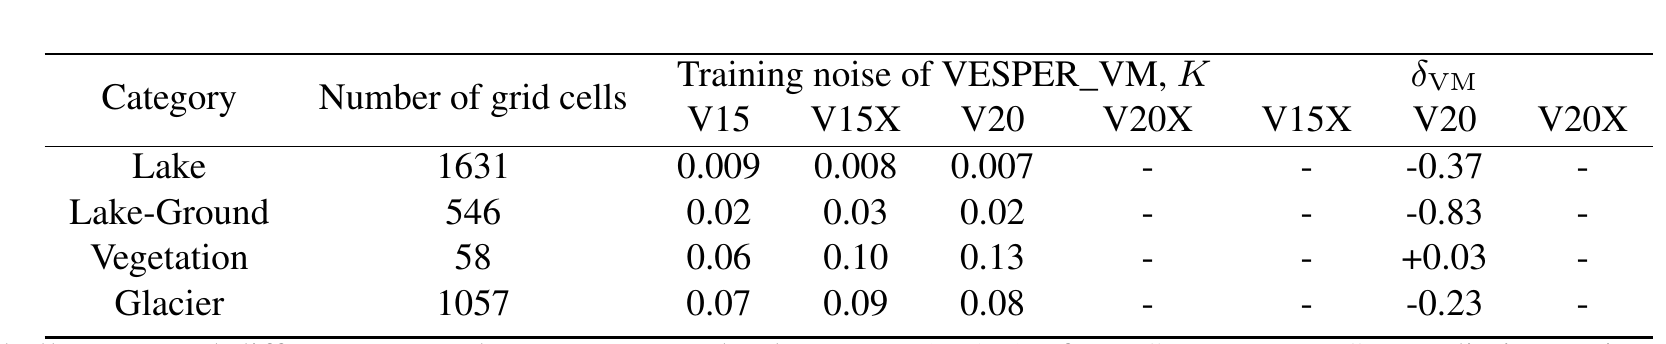 Training noise of VESPER_VM, K δVM
Category Number of grid cells
V15 V15X V20 V20X V15X V20 V20X
Lake 1631 0.009 0.008 0.007 - - -0.37 -
Lake-Ground 546 0.02 0.03 0.02 - - -0.83 -
Vegetation 58 0.06 0.10 0.13 - - +0.03 -
Glacier 1057 0.07 0.09 0.08 - - -0.23 -